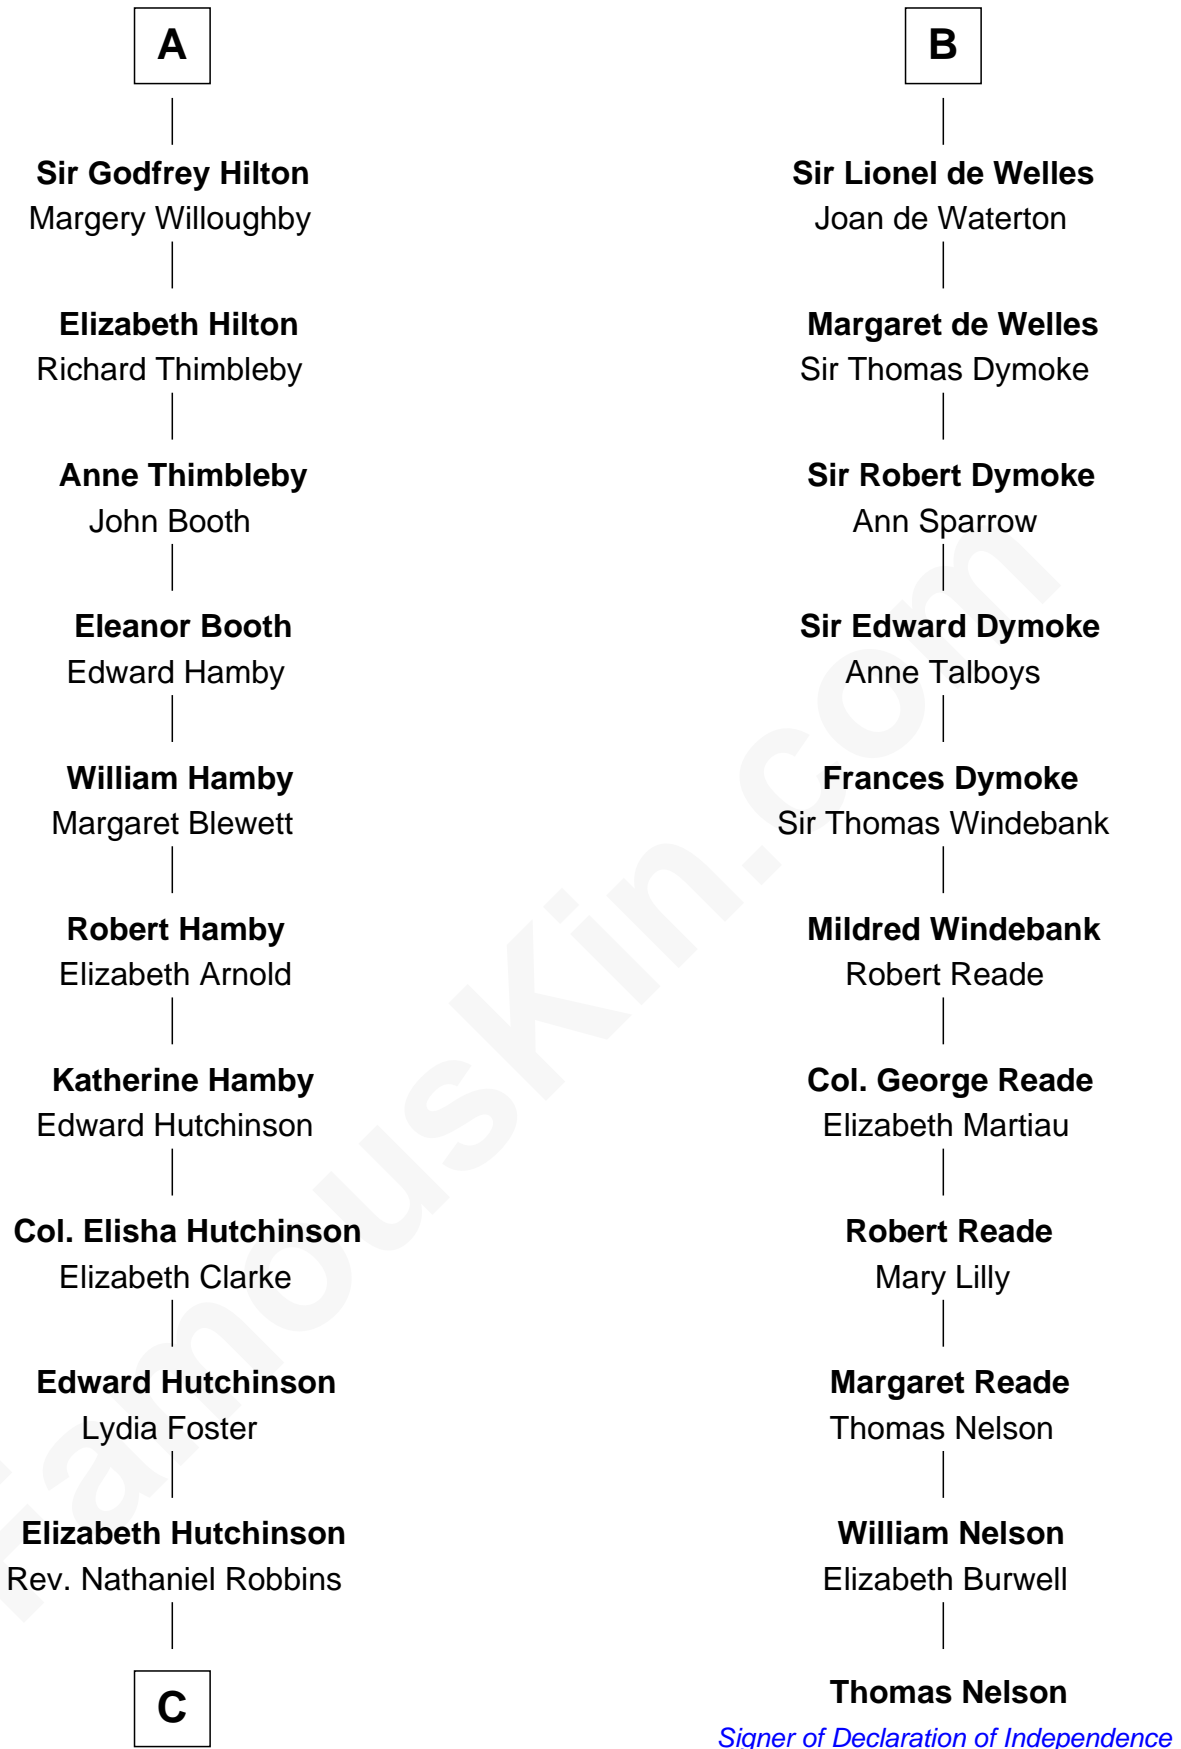 A
Sir Godfrey Hilton
Margery Willoughby
Elizabeth Hilton
Richard Thimbleby
Anne Thimbleby
John Booth
Eleanor Booth
Edward Hamby
William Hamby
Margaret Blewett
Robert Hamby
Elizabeth Arnold
Katherine Hamby
Edward Hutchinson
Col. Elisha Hutchinson
Elizabeth Clarke
Edward Hutchinson
Lydia Foster
Elizabeth Hutchinson
Rev. Nathaniel Robbins
C
B
Sir Lionel de Welles
Joan de Waterton
Margaret de Welles
Sir Thomas Dymoke
Sir Robert Dymoke
Ann Sparrow
Sir Edward Dymoke
Anne Talboys
Frances Dymoke
Sir Thomas Windebank
Mildred Windebank
Robert Reade
Col. George Reade
Elizabeth Martiau
Robert Reade
Mary Lilly
Margaret Reade
Thomas Nelson
William Nelson
Elizabeth Burwell
Thomas Nelson
Signer of Declaration of Independence
FamousKin.com